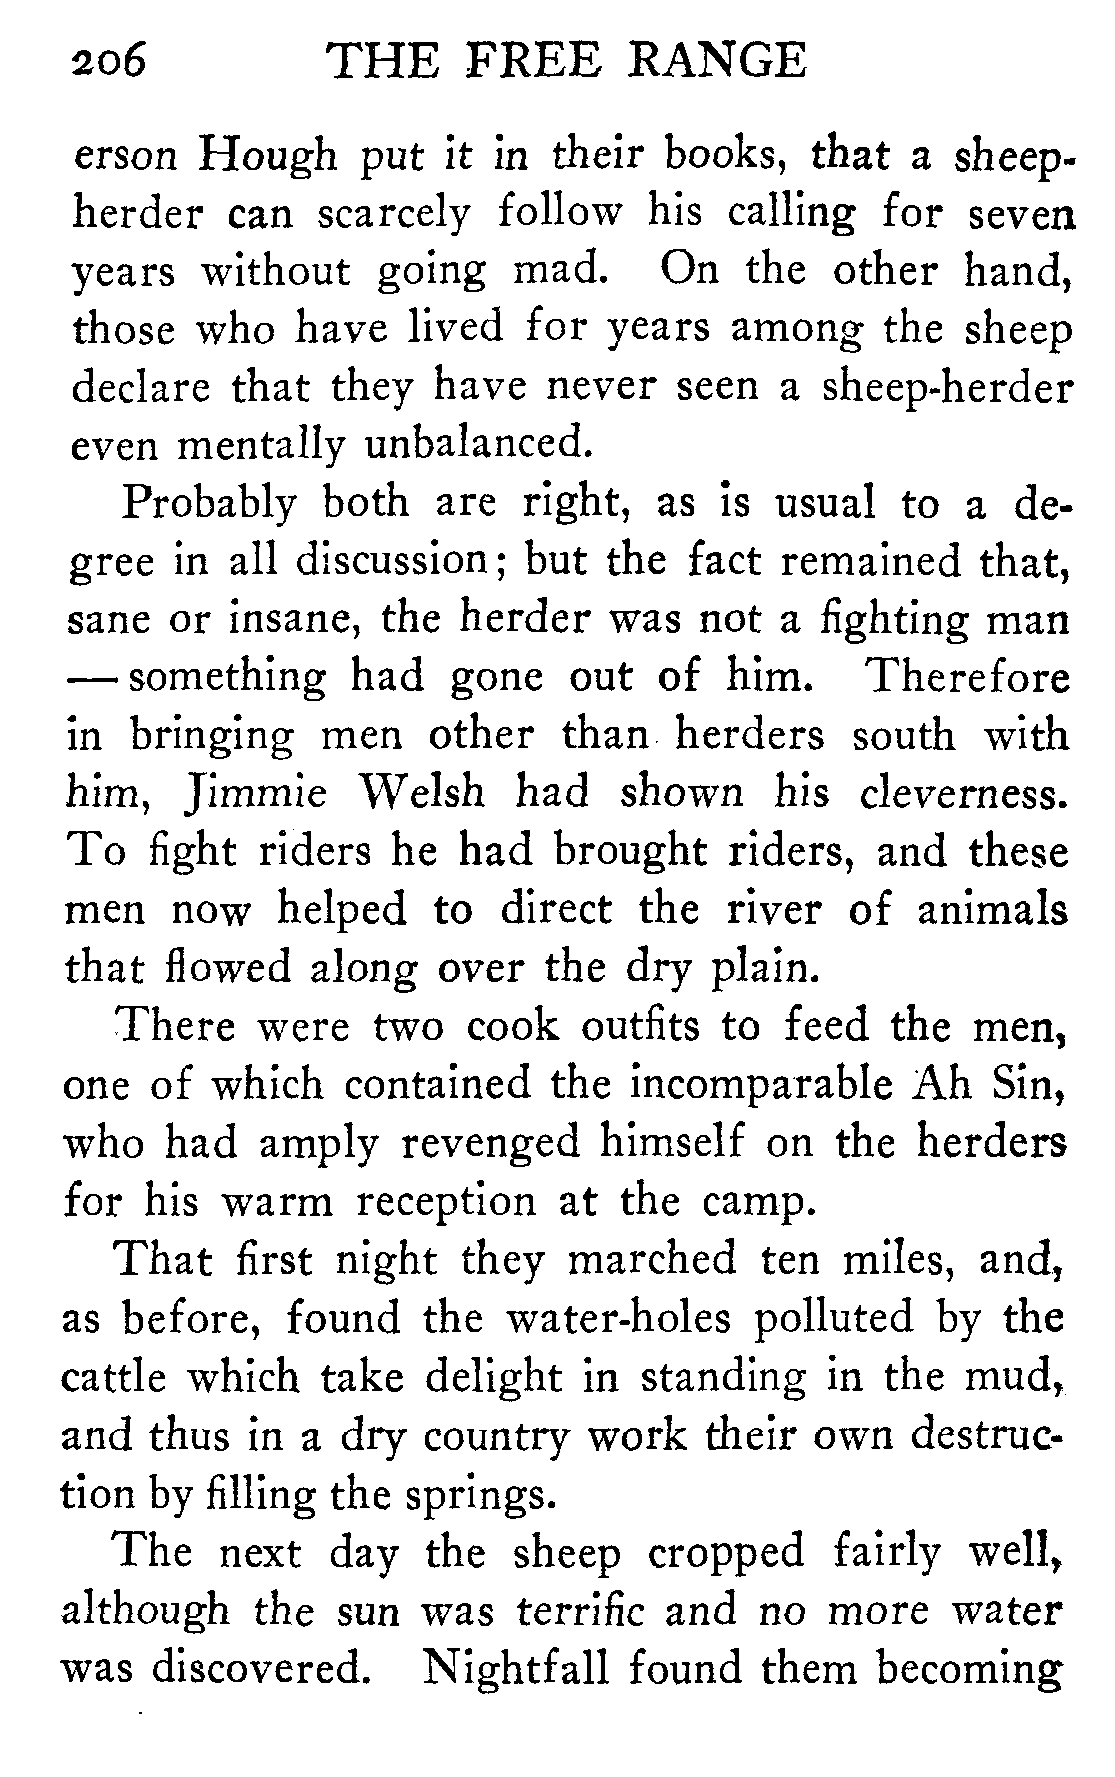 206 THE FREE RANGE
erson Hough put it in their books, that a sheep-
herder can scarcely follow his calling for seven
years without going mad. On the other hand,
those who have lived for years among the sheep
declare that they have never seen a sheep-herder
even mentally unbalanced.
Probably both are right, as is usual to a de-
gree in all discussion; but the fact remained that,
sane or insane, the herder was not a fighting man
— something had gone out of him. Therefore
in bringing men other than herders south with
him, Jimmie Welsh had shown his cleverness.
To fight riders he had brought riders, and these
men now helped to direct the river of animals
that flowed along over the dry plain.
There were two cook outfits to feed the men,
one of which contained the incomparable Ah Sin,
who had amply revenged himself on the herders
for his warm reception at the camp.
That first night they marched ten miles, and,
as before, found the water-holes polluted by the
cattle which take delight in standing in the mud,
and thus in a dry country work their own destruc-
tion by filling the springs.
The next day the sheep cropped fairly well,
although the sun was terrific and no more water
was discovered. Nightfall found them becoming